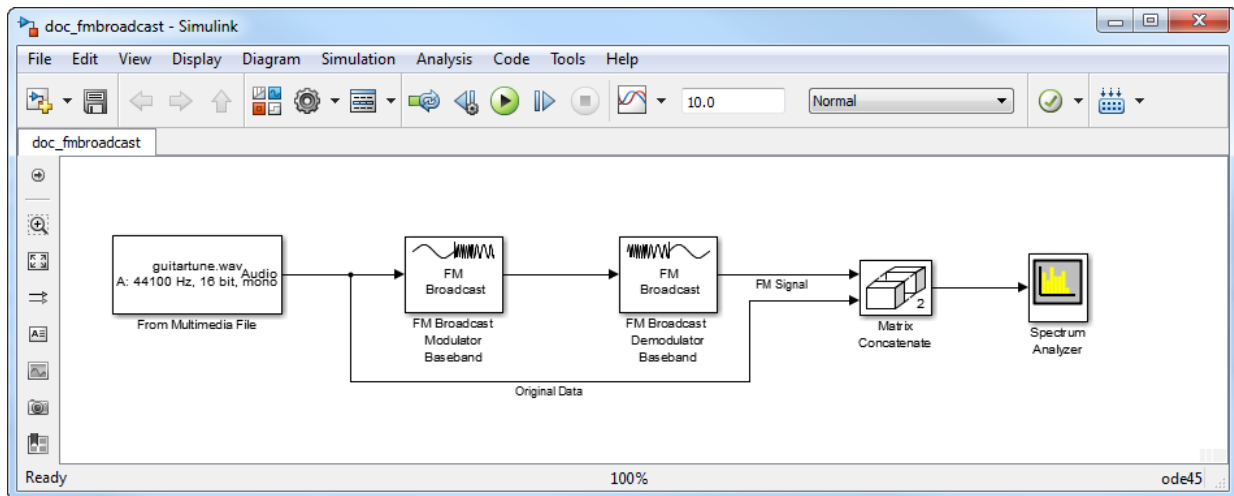 doc_fmbroadcast - Simulink
File Edit View Display Diagram Simulation Analysis Code Tools Help
10.0 Normal
doc_fmbroadcast
guitartune.wav
Audio
A: 44100 Hz, 16 bit, mono
From Multimedia File
FM
Broadcast
FM Broadcast
Modulator
Baseband
FM
Broadcast
FM Broadcast
Demodulator
Baseband
FM Signal
Original Data
2
Matrix
Concatenate
Spectrum
Analyzer
Ready 100% ode45